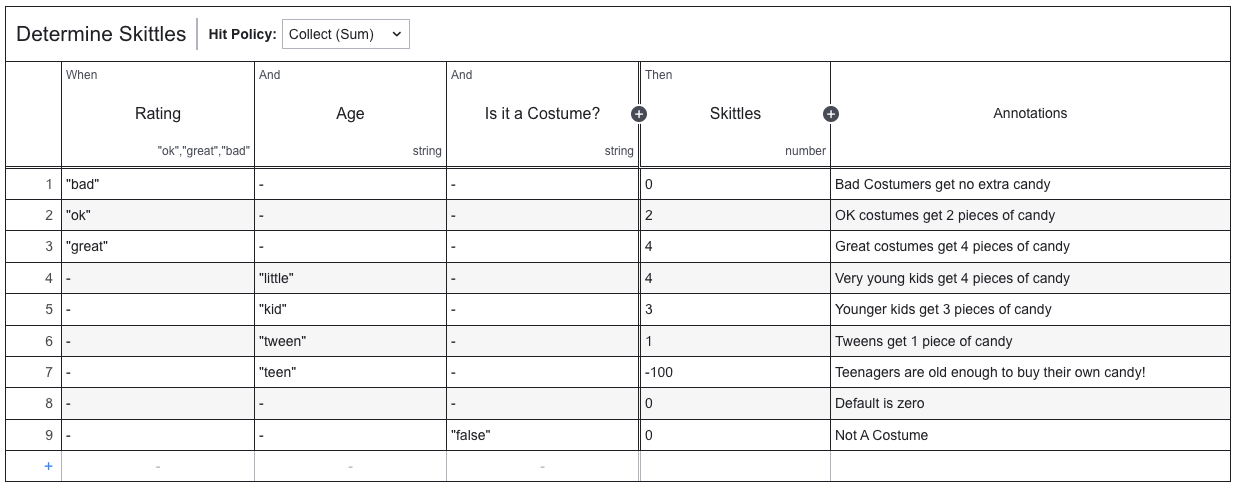 Determine Skittles Hit Policy: Collect (Sum)
When And And Then
Rating Age Is it a Costume? + Skittles + Annotations
"ok","great","bad" string string number
1 "bad" - - 0 Bad Costumers get no extra candy
2 "ok" - - 2 OK costumes get 2 pieces of candy
3 "great" - - 4 Great costumes get 4 pieces of candy
4 - "little" - 4 Very young kids get 4 pieces of candy
5 - "kid" - 3 Younger kids get 3 pieces of candy
6 - "tween" - 1 Tweens get 1 piece of candy
7 - "teen" - -100 Teenagers are old enough to buy their own candy!
8 - - - 0 Default is zero
9 - - "false" 0 Not A Costume
+ - - -